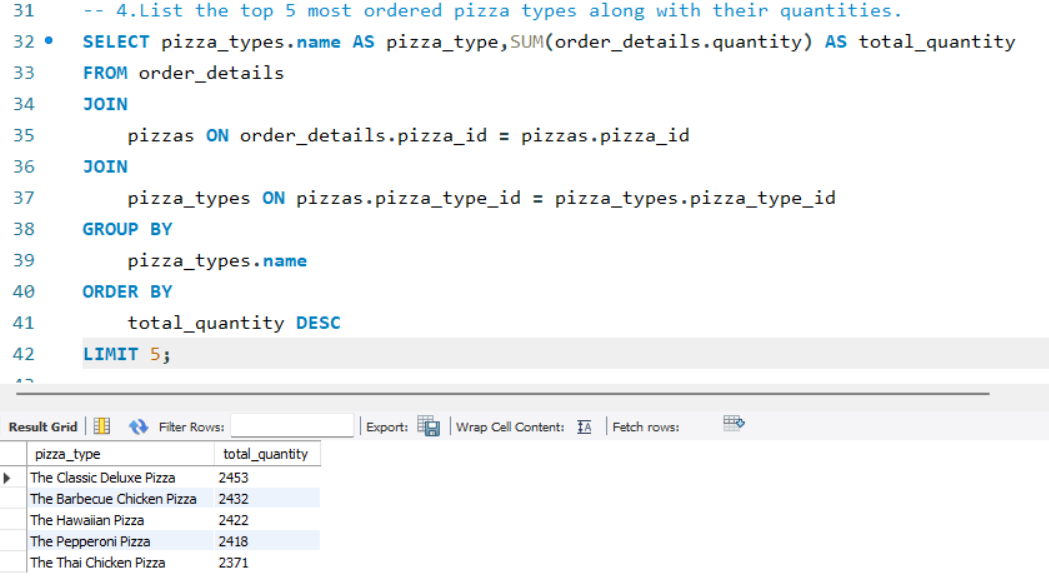 31 -- 4.List the top 5 most ordered pizza types along with their quantities.
32 SELECT pizza_types.name AS pizza_type,SUM(order_details.quantity) AS total_quantity
33 FROM order_details
34 JOIN
35 pizzas ON order_details.pizza_id = pizzas.pizza_id
36 JOIN
37 pizza_types ON pizzas.pizza_type_id = pizza_types.pizza_type_id
38 GROUP BY
39 pizza_types.name
40 ORDER BY
41 total_quantity DESC
42 LIMIT 5;
Result Grid Filter Rows: Export: Wrap Cell Content: IA Fetch rows:
pizza_type total_quantity
The Classic Deluxe Pizza 2453
The Barbecue Chicken Pizza 2432
The Hawaiian Pizza 2422
The Pepperoni Pizza 2418
The Thai Chicken Pizza 2371